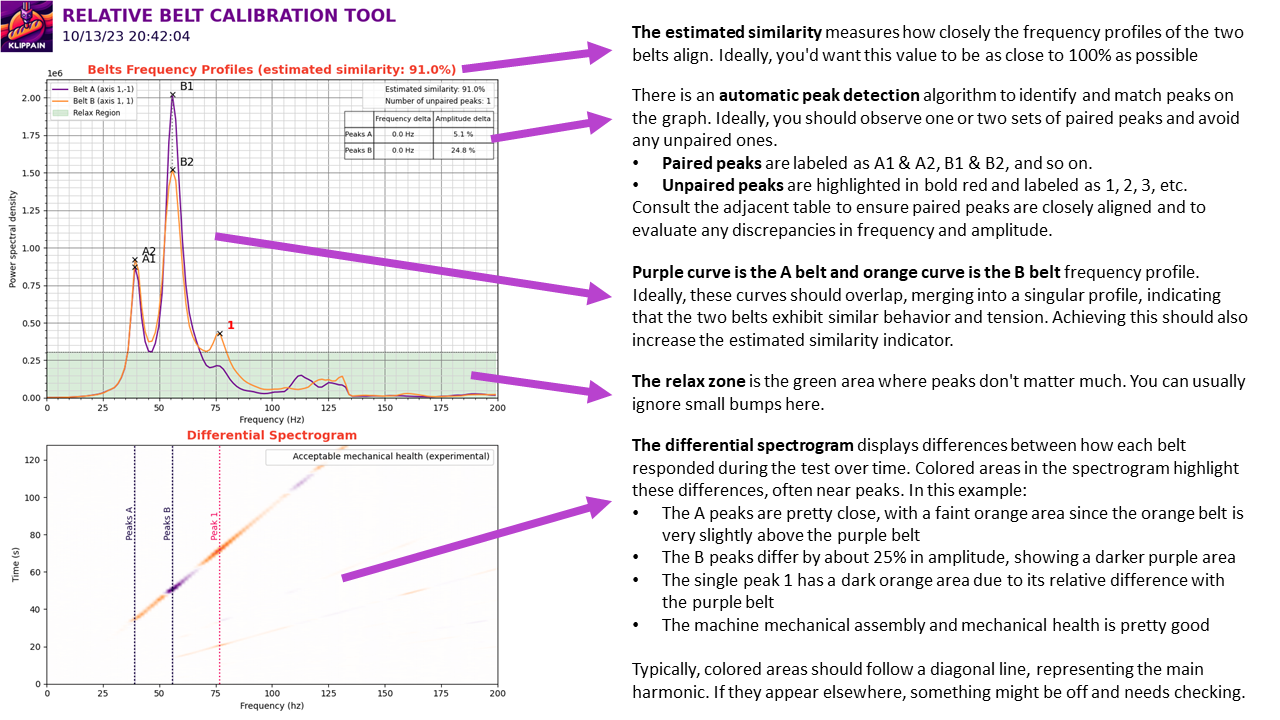 KLIPPAIN
RELATIVE BELT CALIBRATION TOOL
10/13/23 20:42:04
Belts Frequency Profiles (estimated similarity: 91.0%)
1e6
Belt A (axis 1,-1)
Belt B (axis 1, 1)
Relax Region
Estimated similarity: 91.0%
Number of unpaired peaks: 1
Frequency delta Amplitude delta
Peaks A 0.0 Hz 5.1 %
Peaks B 0.0 Hz 24.8 %
B1
B2
A2
A1
1
Power spectral density
2.00
1.75
1.50
1.25
1.00
0.75
0.50
0.25
0.00
0 25 50 75 100 125 150 175 200
Frequency (Hz)
Differential Spectrogram
Acceptable mechanical health (experimental)
Peaks A
Peaks B
Peak 1
Time (s)
120
100
80
60
40
20
0
0 25 50 75 100 125 150 175 200
Frequency (hz)
The estimated similarity measures how closely the frequency profiles of the two
belts align. Ideally, you'd want this value to be as close to 100% as possible
There is an automatic peak detection algorithm to identify and match peaks on
the graph. Ideally, you should observe one or two sets of paired peaks and avoid
any unpaired ones.
• Paired peaks are labeled as A1 & A2, B1 & B2, and so on.
• Unpaired peaks are highlighted in bold red and labeled as 1, 2, 3, etc.
Consult the adjacent table to ensure paired peaks are closely aligned and to
evaluate any discrepancies in frequency and amplitude.
Purple curve is the A belt and orange curve is the B belt frequency profile.
Ideally, these curves should overlap, merging into a singular profile, indicating
that the two belts exhibit similar behavior and tension. Achieving this should also
increase the estimated similarity indicator.
The relax zone is the green area where peaks don't matter much. You can usually
ignore small bumps here.
The differential spectrogram displays differences between how each belt
responded during the test over time. Colored areas in the spectrogram highlight
these differences, often near peaks. In this example:
• The A peaks are pretty close, with a faint orange area since the orange belt is
very slightly above the purple belt
• The B peaks differ by about 25% in amplitude, showing a darker purple area
• The single peak 1 has a dark orange area due to its relative difference with
the purple belt
• The machine mechanical assembly and mechanical health is pretty good
Typically, colored areas should follow a diagonal line, representing the main
harmonic. If they appear elsewhere, something might be off and needs checking.